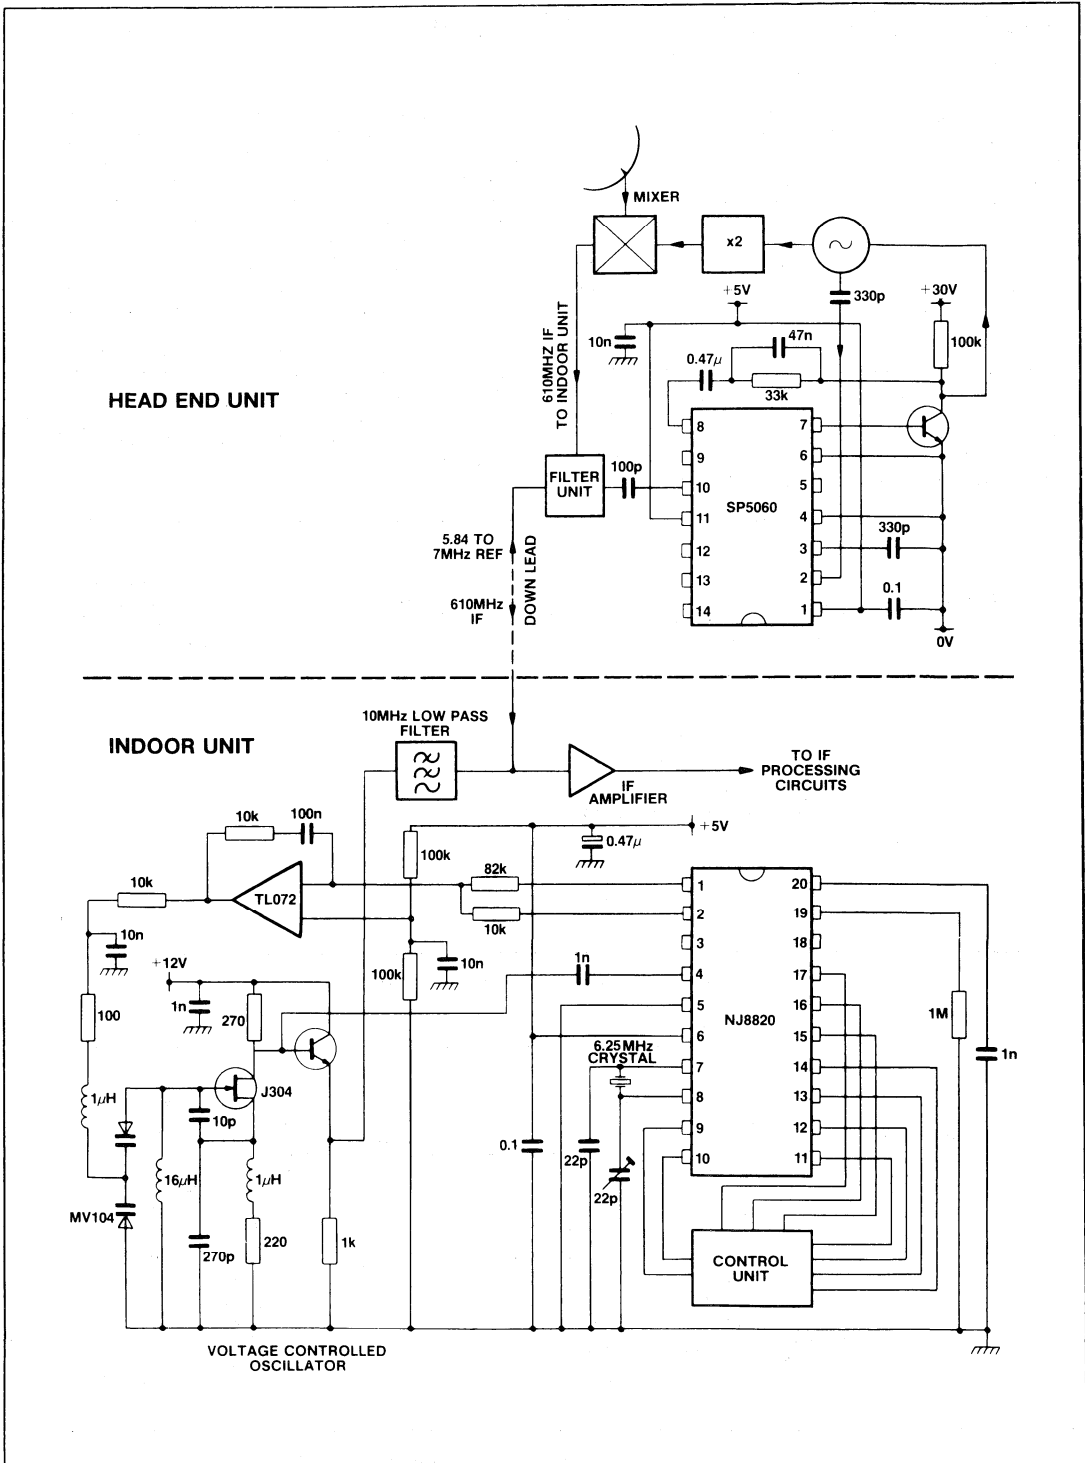 MIXER
x2
+5V
330p
+30V
10n
47n
100k
0.47μ
33k
610MHZ IF
TO INDOOR UNIT
HEAD END UNIT
8
9
10
11
12
13
14
SP5060
7
6
5
4
3
2
1
FILTER
UNIT
100p
330p
0.1
0V
5.84 TO
7MHz REF
610MHz
IF
DOWN LEAD
INDOOR UNIT
10MHz LOW PASS
FILTER
IF
AMPLIFIER
TO IF
PROCESSING
CIRCUITS
10k
100n
+5V
0.47μ
100k
82k
10k
TL072
10k
10n
100k
10n
1n
+12V
1n
270
100
1μH
J304
10p
16μH
1μH
MV104
270p
220
1k
0.1
6.25MHz
CRYSTAL
22p
22p
1
2
3
4
5
6
7
8
9
10
NJ8820
20
19
18
17
16
15
14
13
12
11
1M
1n
CONTROL
UNIT
VOLTAGE CONTROLLED
OSCILLATOR